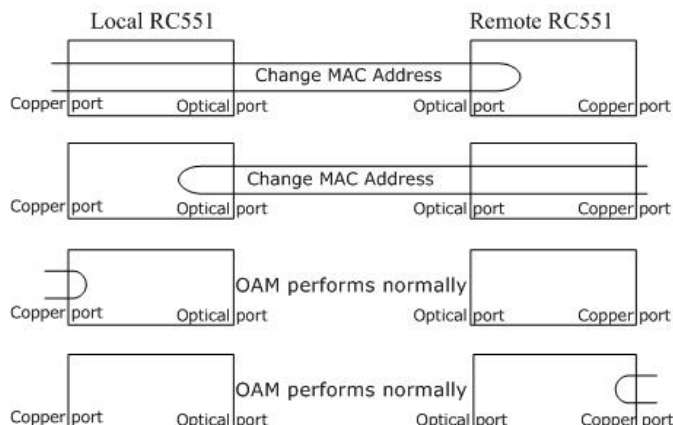 Local RC551 Remote RC551
Change MAC Address
Copper port Optical port Optical port Copper port
Change MAC Address
Copper port Optical port Optical port Copper port
OAM performs normally
Copper port Optical port Optical port Copper port
OAM performs normally
Copper port Optical port Optical port Copper port